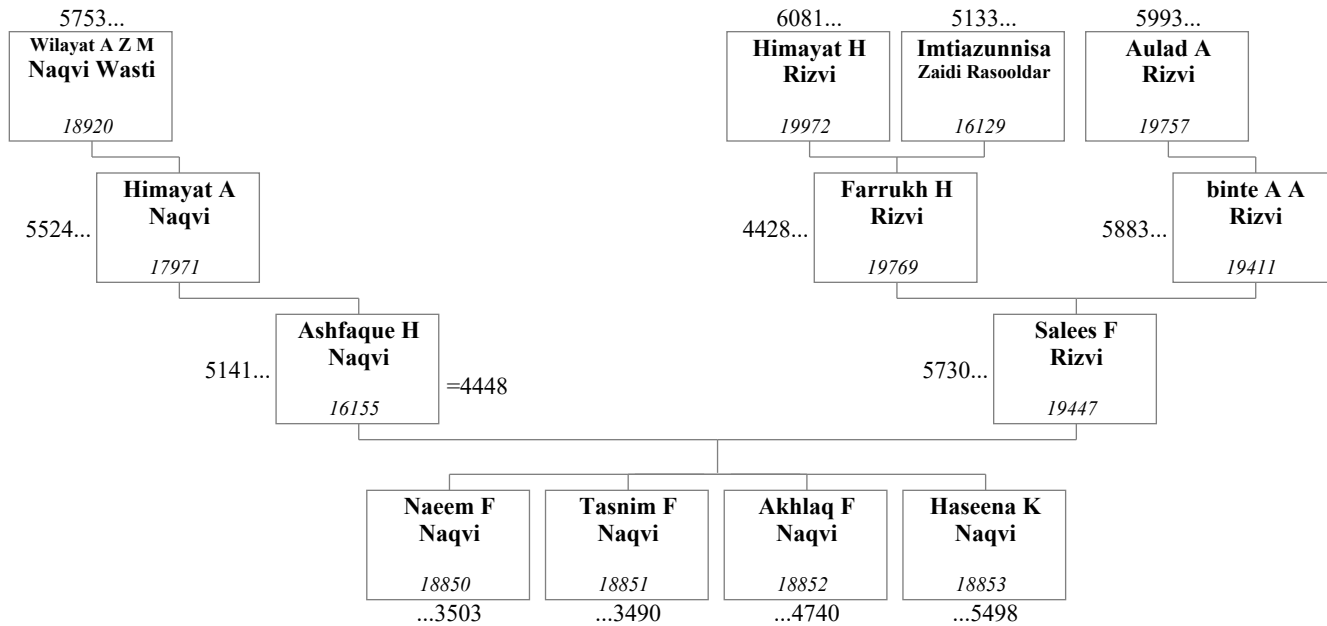 5753...
Wilayat A Z M
Naqvi Wasti
18920
6081...
Himayat H
Rizvi
19972
5133...
Imtiazunnisa
Zaidi Rasooldar
16129
5993...
Aulad A
Rizvi
19757
5524...
Himayat A
Naqvi
17971
4428...
Farrukh H
Rizvi
19769
5883...
binte A A
Rizvi
19411
5141...
Ashfaque H
Naqvi
16155
=4448
5730...
Salees F
Rizvi
19447
Naeem F
Naqvi
18850
...3503
Tasnim F
Naqvi
18851
...3490
Akhlaq F
Naqvi
18852
...4740
Haseena K
Naqvi
18853
...5498